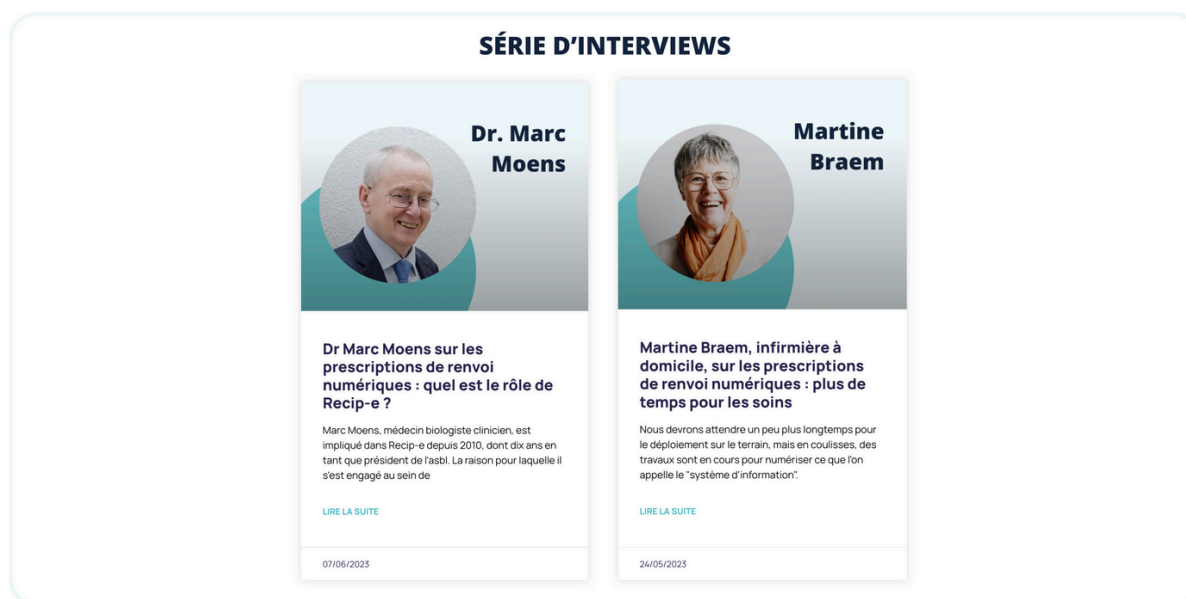 SÉRIE D’INTERVIEWS
Dr. Marc
Moens
Dr Marc Moens sur les
prescriptions de renvoi
numériques : quel est le rôle de
Recip-e ?
Marc Moens, médecin biologiste clinicien, est
impliqué dans Recip-e depuis 2010, dont dix ans en
tant que président de l'asbl. La raison pour laquelle il
s'est engagé au sein de
LIRE LA SUITE
07/06/2023
Martine
Braem
Martine Braem, infirmière à
domicile, sur les prescriptions
de renvoi numériques : plus de
temps pour les soins
Nous devrons attendre un peu plus longtemps pour
le déploiement sur le terrain, mais en coulisses, des
travaux sont en cours pour numériser ce que l'on
appelle le "système d'information".
LIRE LA SUITE
24/05/2023